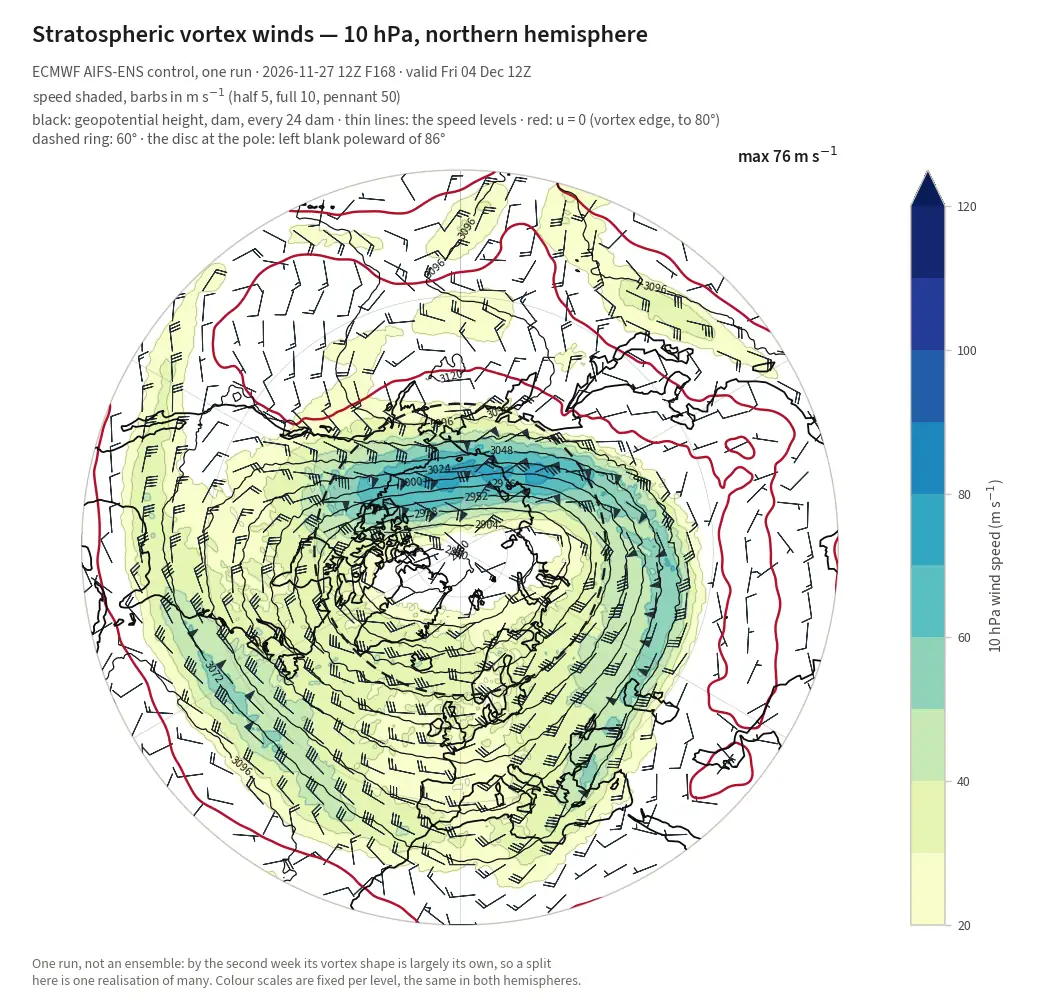 Stratospheric vortex winds — 10 hPa, northern hemisphere
ECMWF AIFS-ENS control, one run · 2026-11-27 12Z F168 · valid Fri 04 Dec 12Z
speed shaded, barbs in m s⁻¹ (half 5, full 10, pennant 50)
black: geopotential height, dam, every 24 dam · thin lines: the speed levels · red: u = 0 (vortex edge, to 80°)
dashed ring: 60° · the disc at the pole: left blank poleward of 86°
max 76 m s⁻¹
120
100
80
60
40
20
10 hPa wind speed (m s⁻¹)
3096
3096
3096
3120
3048
3024
2952
2904
3072
3096
One run, not an ensemble: by the second week its vortex shape is largely its own, so a split
here is one realisation of many. Colour scales are fixed per level, the same in both hemispheres.